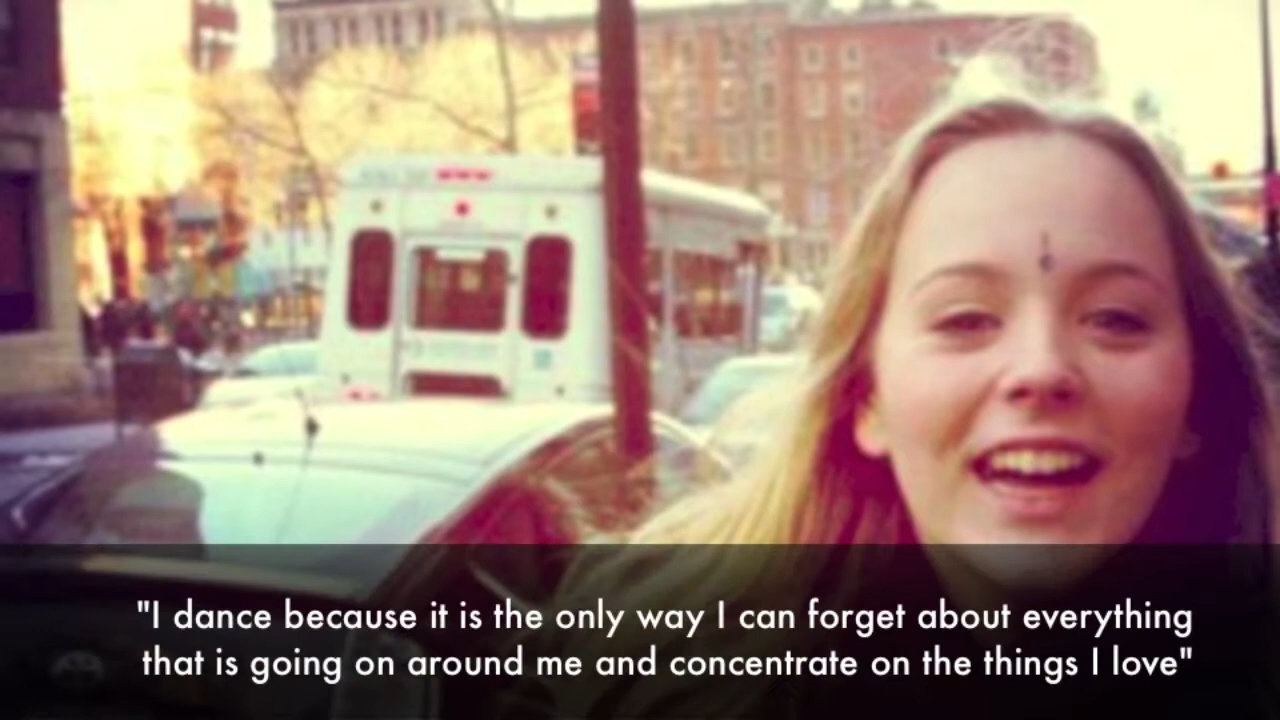 "I dance because it is the only way I can forget about everything
that is going on around me and concentrate on the things I love"